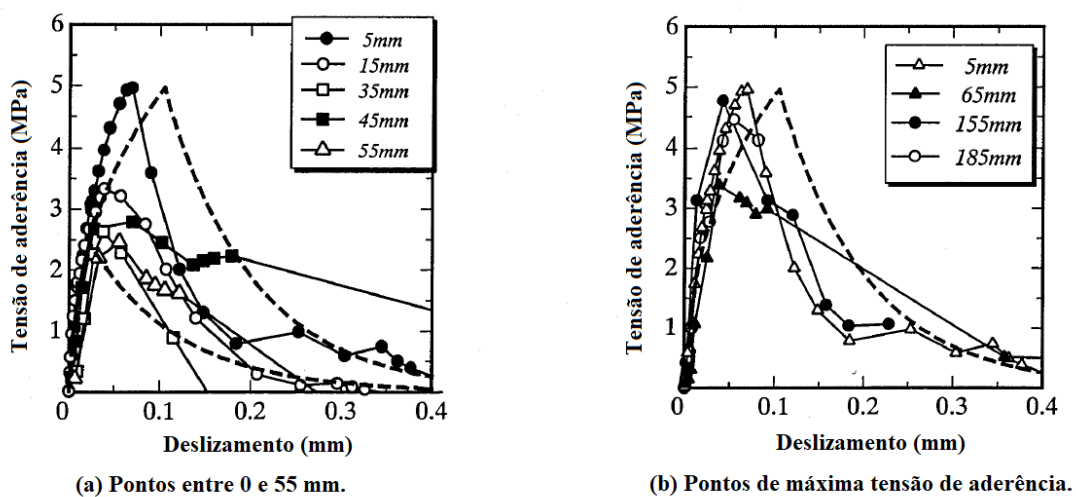 Tensão de aderência (MPa)
6
5
4
3
2
1
0
0.1
0.2
0.3
0.4
Deslizamento (mm)
5mm
15mm
35mm
45mm
55mm
(a) Pontos entre 0 e 55 mm.
Tensão de aderência (MPa)
6
5
4
3
2
1
0
0.1
0.2
0.3
0.4
Deslizamento (mm)
5mm
65mm
155mm
185mm
(b) Pontos de máxima tensão de aderência.